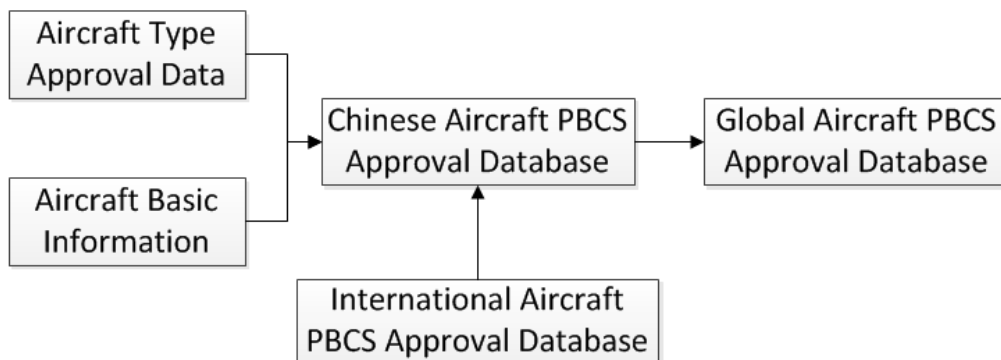 Aircraft Type
Approval Data
Chinese Aircraft PBCS
Approval Database
Global Aircraft PBCS
Approval Database
Aircraft Basic
Information
International Aircraft
PBCS Approval Database